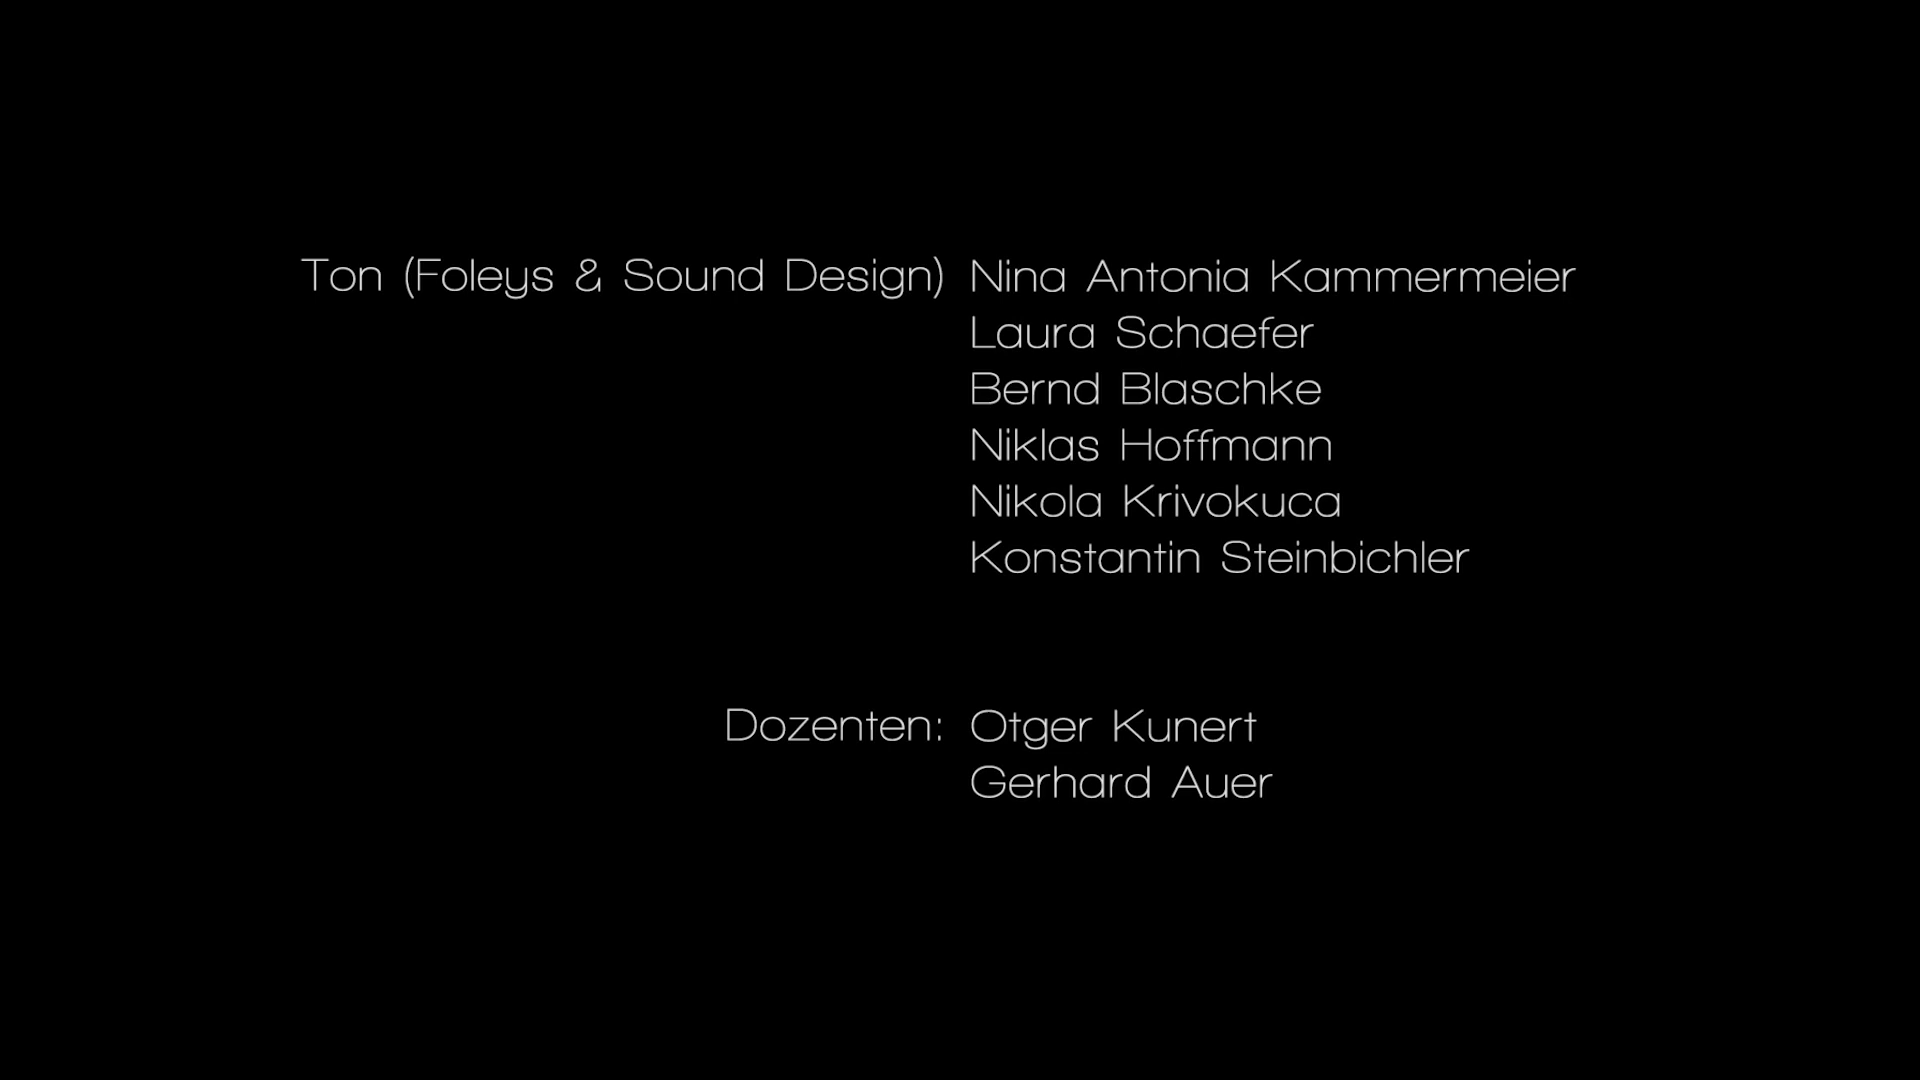 Ton (Foleys & Sound Design) Nina Antonia Kammermeier
Laura Schaefer
Bernd Blaschke
Niklas Hoffmann
Nikola Krivokuca
Konstantin Steinbichler
Dozenten: Otger Kunert
Gerhard Auer